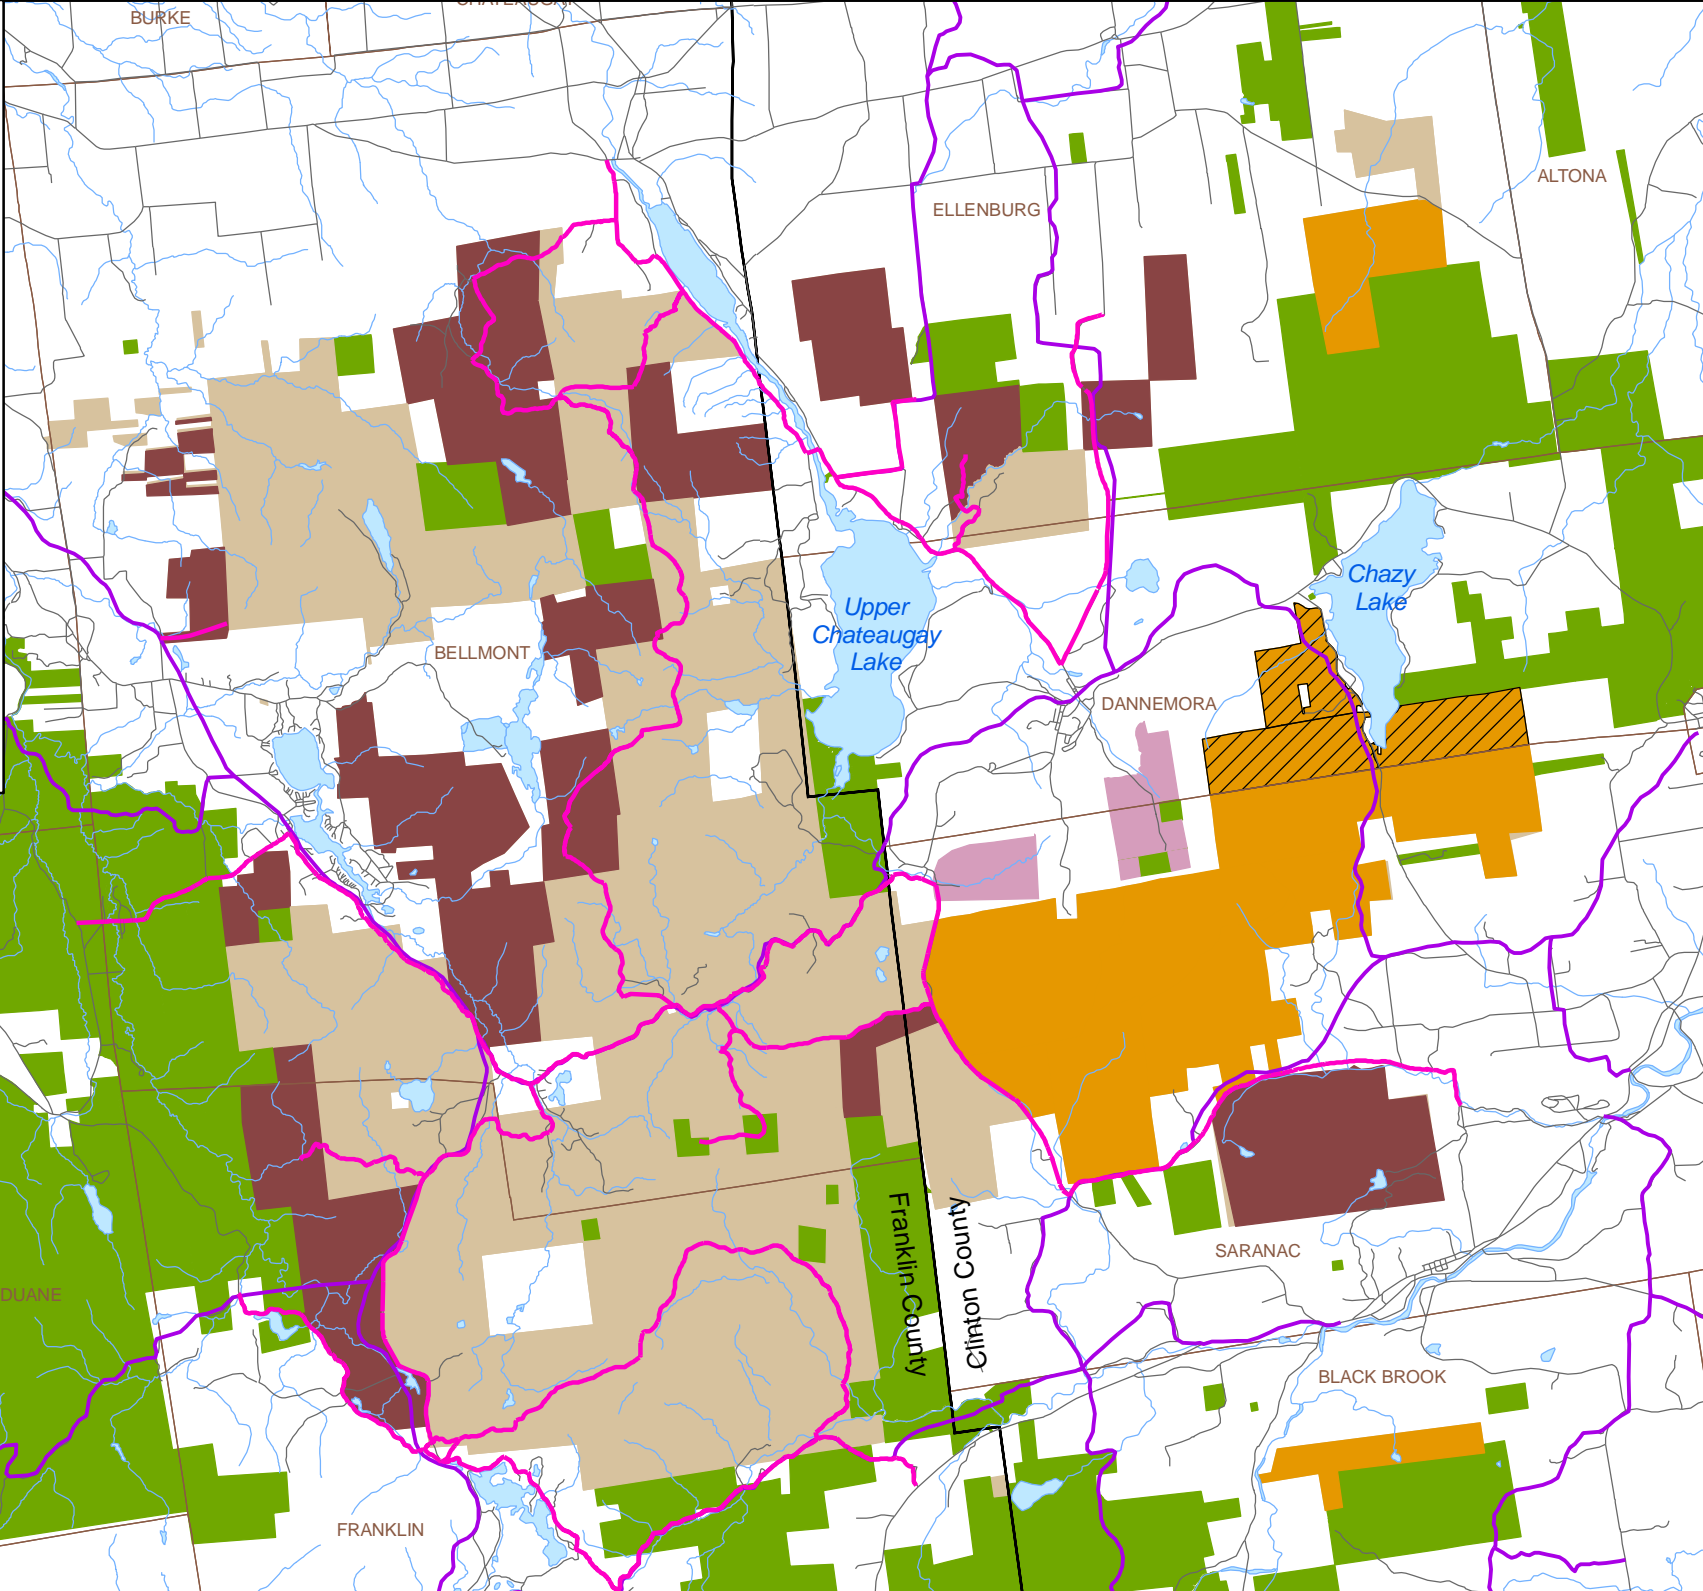 BURKE
CHATEAUGAY
ALTONA
ELLENBURG
Chazy
Lake
Upper
Chateaugay
Lake
BELLMONT
DANNEMORA
Franklin County
Clinton County
SARANAC
DUANE
BLACK BROOK
FRANKLIN